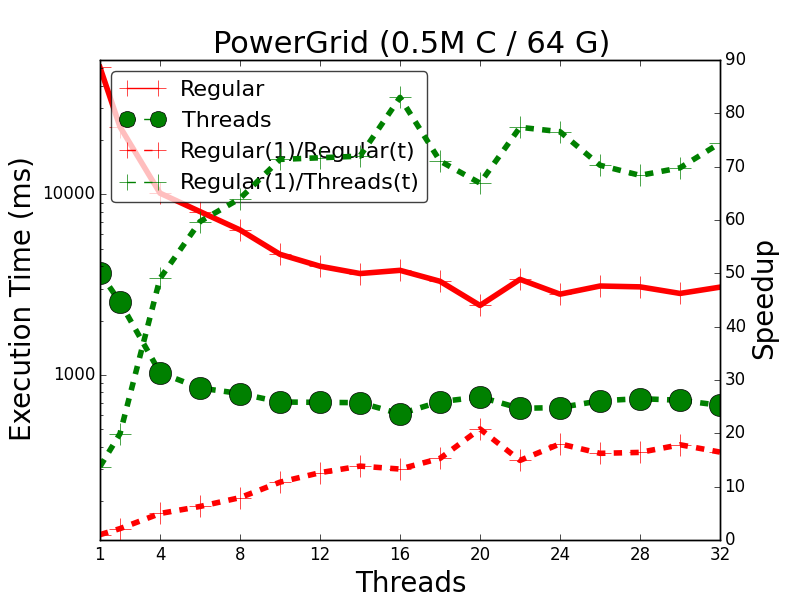 PowerGrid (0.5M C / 64 G)
Regular
Threads
Regular(1)/Regular(t)
Regular(1)/Threads(t)
Execution Time (ms)
10000
1000
Speedup
90
80
70
60
50
40
30
20
10
0
1 4 8 12 16 20 24 28 32
Threads